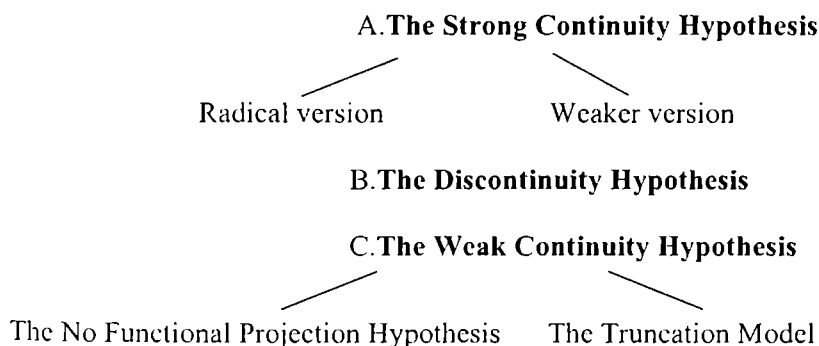 A.The Strong Continuity Hypothesis
Radical version Weaker version
B.The Discontinuity Hypothesis
C.The Weak Continuity Hypothesis
The No Functional Projection Hypothesis The Truncation Model